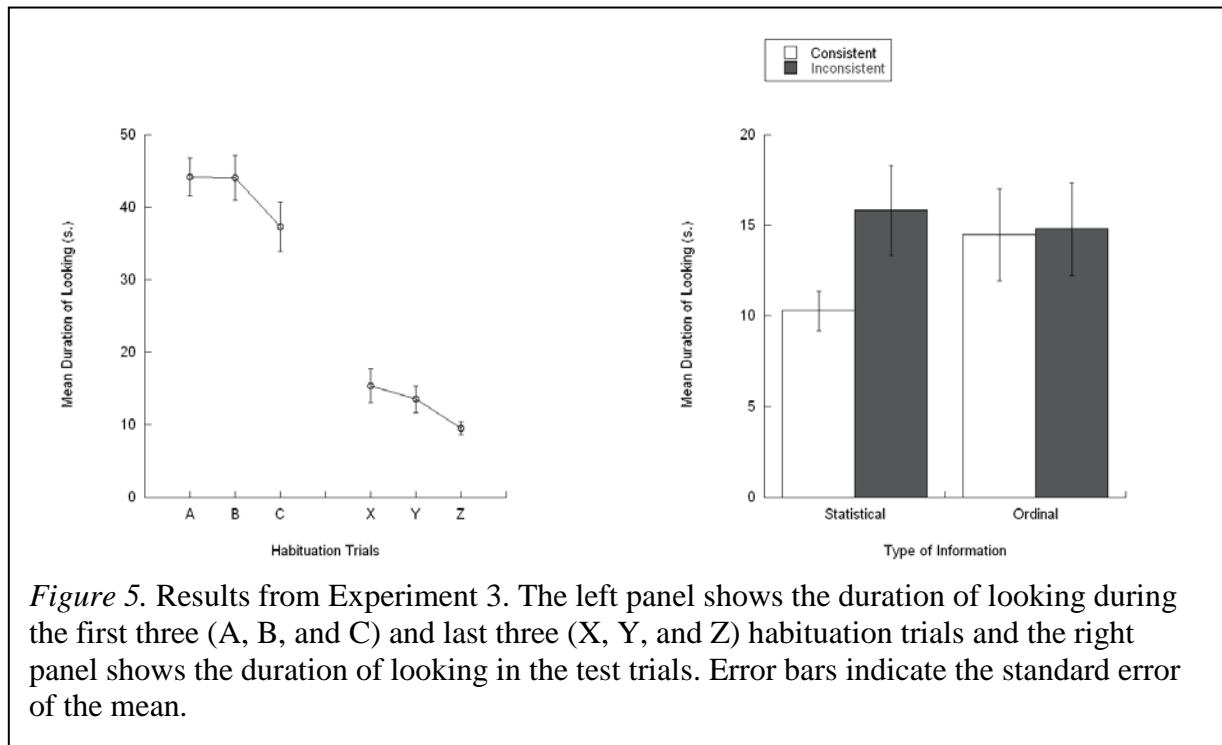 Consistent
Inconsistent
50
40
30
20
10
0
Mean Duration of Looking (s.)
A B C X Y Z
Habituation Trials
20
15
10
5
0
Mean Duration of Looking (s.)
Statistical Ordinal
Type of Information
Figure 5. Results from Experiment 3. The left panel shows the duration of looking during
the first three (A, B, and C) and last three (X, Y, and Z) habituation trials and the right
panel shows the duration of looking in the test trials. Error bars indicate the standard error
of the mean.